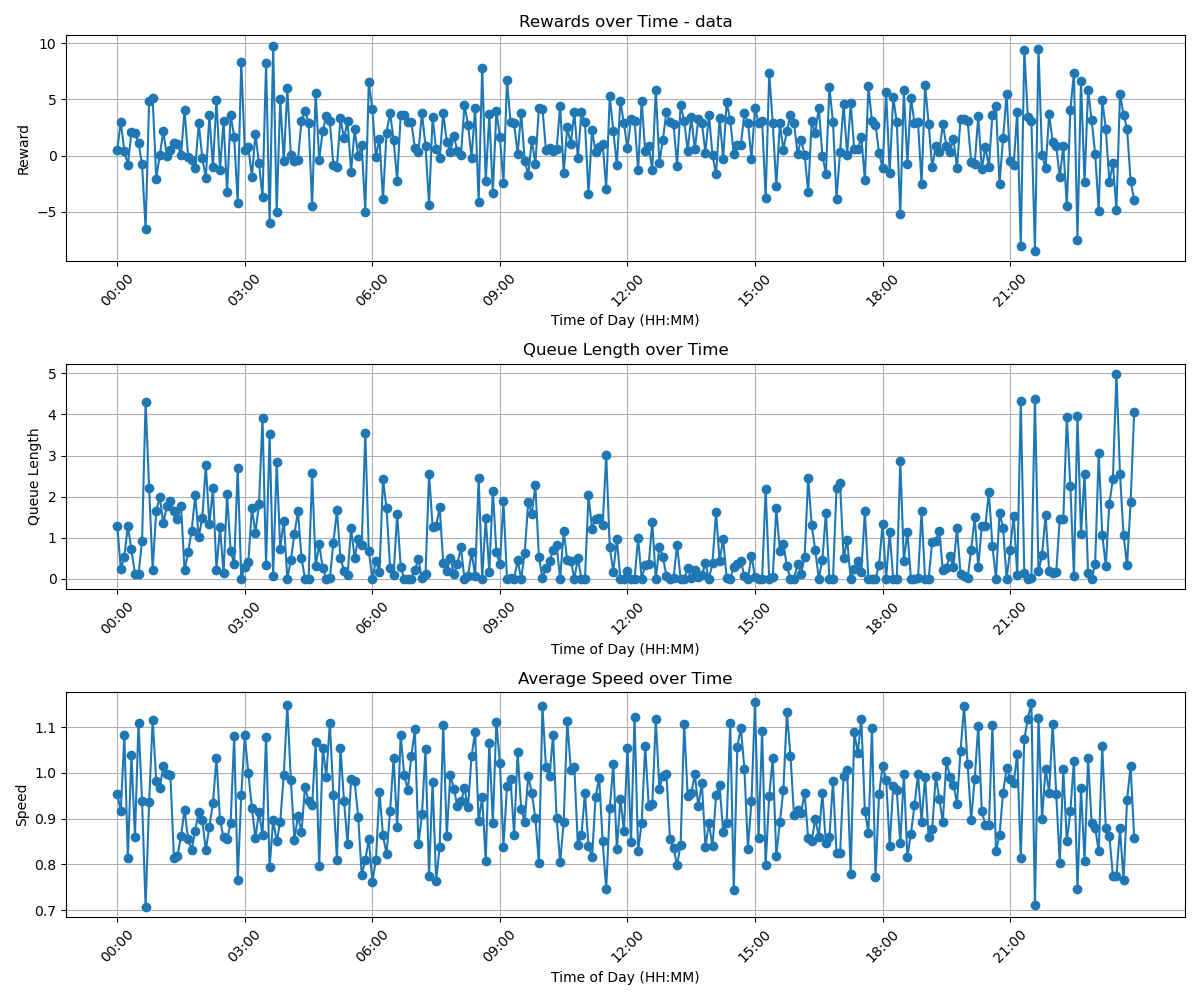 Rewards over Time - data
Reward
10
5
0
−5
00:00 03:00 06:00 09:00 12:00 15:00 18:00 21:00
Time of Day (HH:MM)
Queue Length over Time
Queue Length
5
4
3
2
1
0
00:00 03:00 06:00 09:00 12:00 15:00 18:00 21:00
Time of Day (HH:MM)
Average Speed over Time
Speed
1.1
1.0
0.9
0.8
0.7
00:00 03:00 06:00 09:00 12:00 15:00 18:00 21:00
Time of Day (HH:MM)